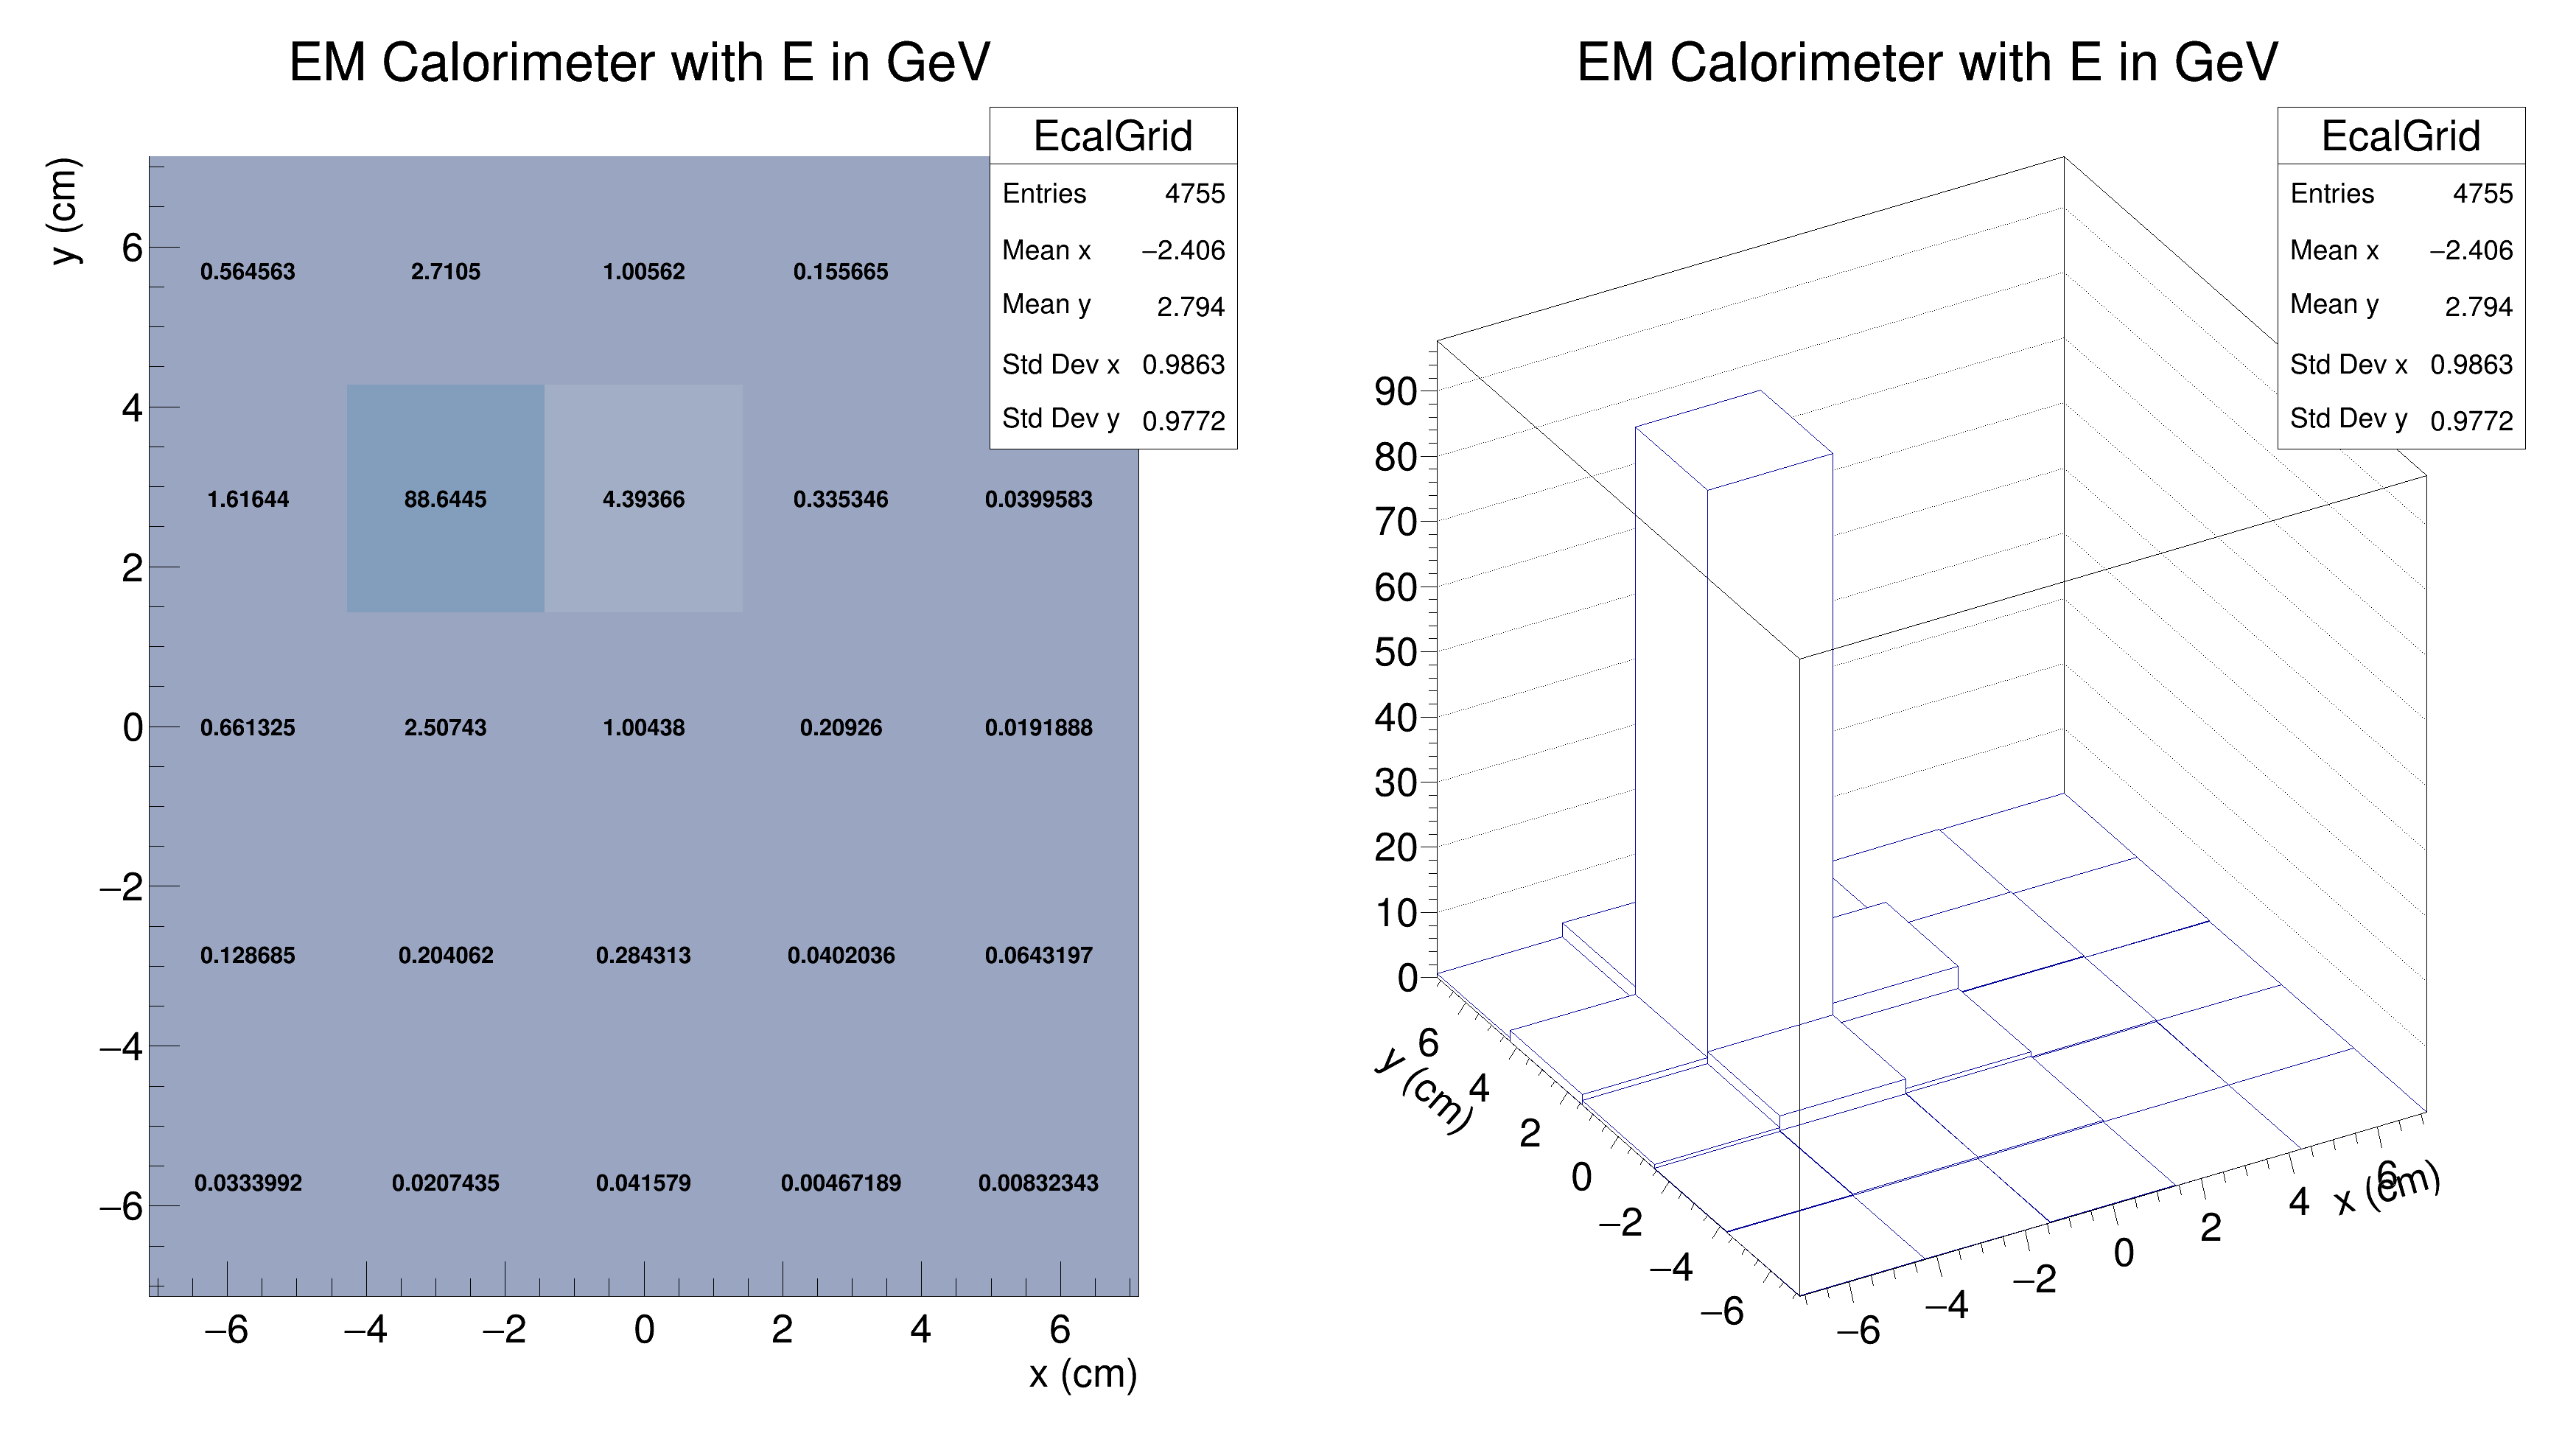 EM Calorimeter with E in GeV
EcalGrid
Entries 4755
Mean x −2.406
Mean y 2.794
Std Dev x 0.9863
Std Dev y 0.9772
y (cm)
6
4
2
0
−2
−4
−6
0.564563 2.7105 1.00562 0.155665
1.61644 88.6445 4.39366 0.335346 0.0399583
0.661325 2.50743 1.00438 0.20926 0.0191888
0.128685 0.204062 0.284313 0.0402036 0.0643197
0.0333992 0.0207435 0.041579 0.00467189 0.00832343
−6 −4 −2 0 2 4 6
x (cm)
EM Calorimeter with E in GeV
EcalGrid
Entries 4755
Mean x −2.406
Mean y 2.794
Std Dev x 0.9863
Std Dev y 0.9772
90
80
70
60
50
40
30
20
10
0
y (cm)
6
4
2
0
−2
−4
−6
−6
−4
−2
0
2
4
6
x (cm)